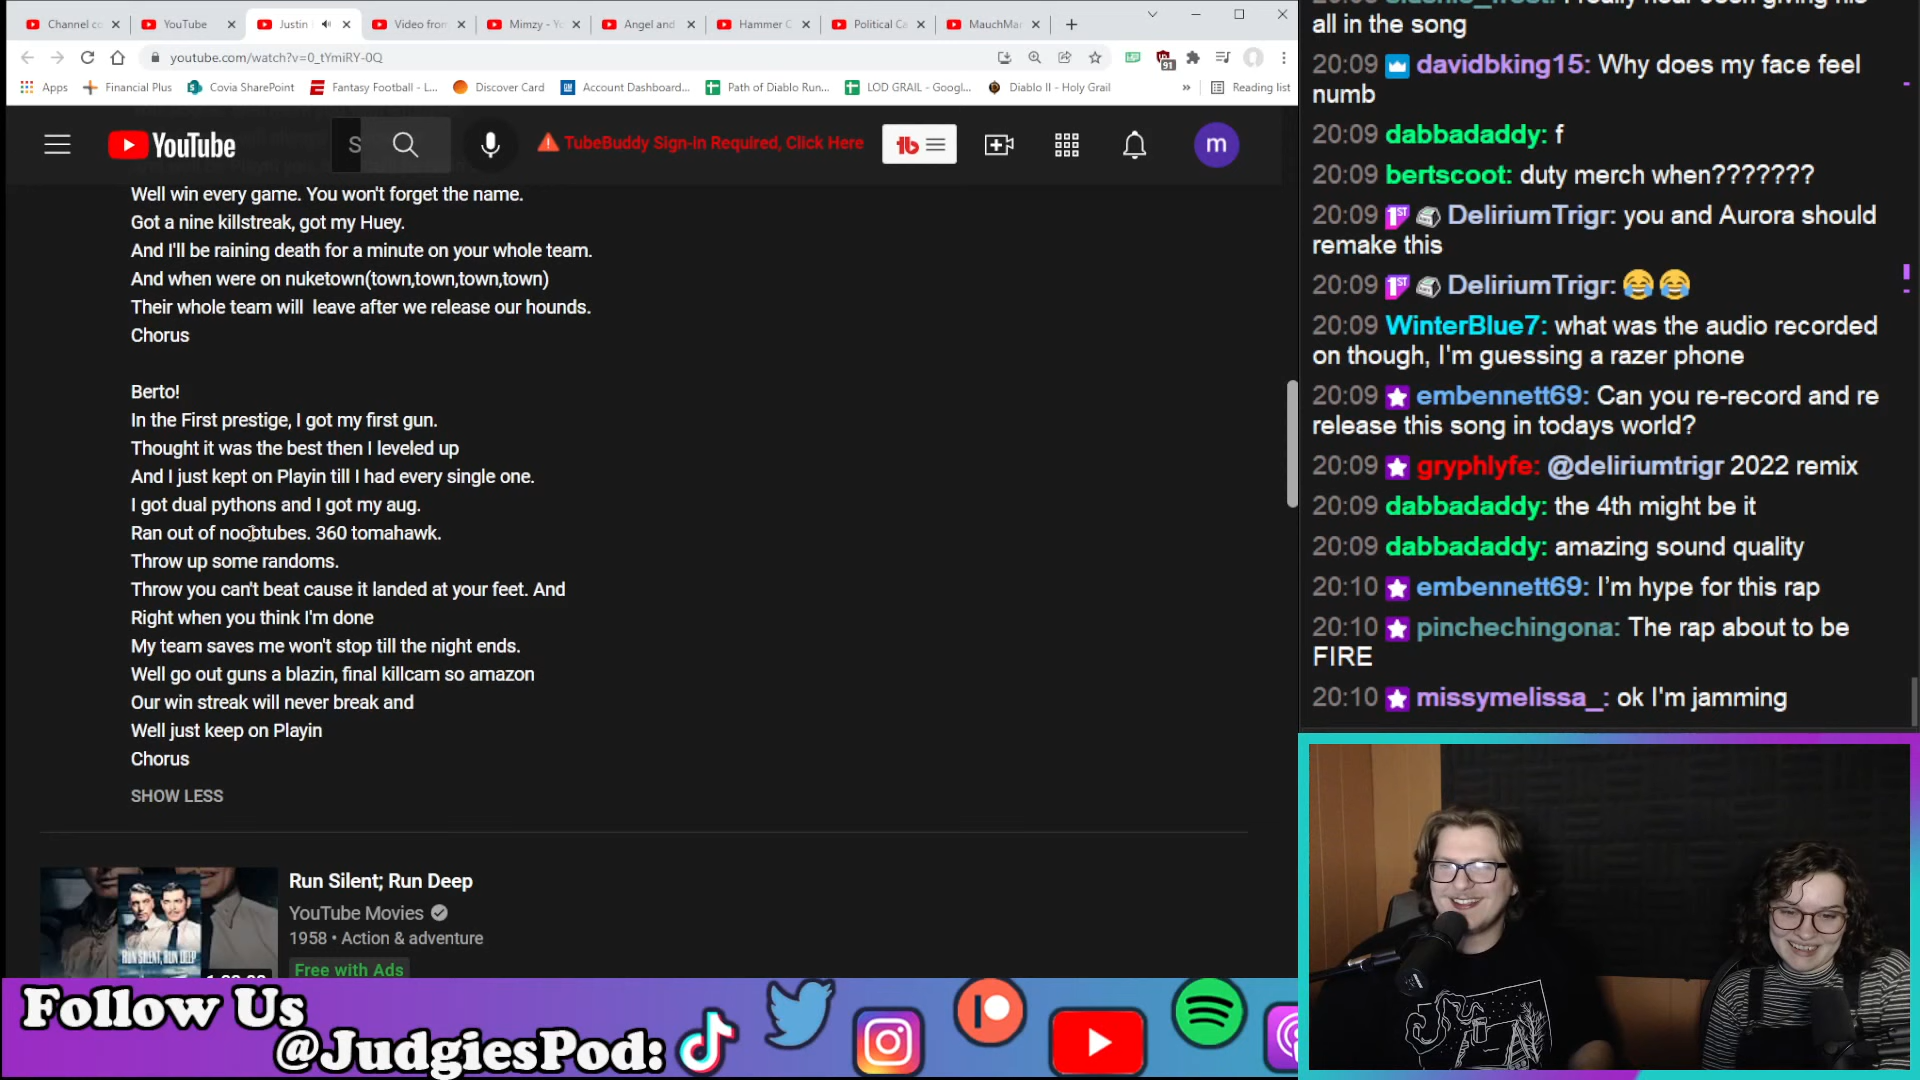 Channel co
YouTube
Justin
Video from
Mimzy - Yo
Angel and
Hammer C
Political Ca
MauchMar
youtube.com/watch?v=0_tYmiRY-0Q
91
Apps
Financial Plus
Covia SharePoint
Fantasy Football - L...
Discover Card
Account Dashboard...
Path of Diablo Run...
LOD GRAIL - Googl...
Diablo II - Holy Grail
»
Reading list
YouTube
S
TubeBuddy Sign-in Required, Click Here
tb
m
Well win every game. You won't forget the name.
Got a nine killstreak, got my Huey.
And I'll be raining death for a minute on your whole team.
And when were on nuketown(town,town,town,town)
Their whole team will leave after we release our hounds.
Chorus
Berto!
In the First prestige, I got my first gun.
Thought it was the best then I leveled up
And I just kept on Playin till I had every single one.
I got dual pythons and I got my aug.
Ran out of noobtubes. 360 tomahawk.
Throw up some randoms.
Throw you can't beat cause it landed at your feet. And
Right when you think I'm done
My team saves me won't stop till the night ends.
Well go out guns a blazin, final killcam so amazon
Our win streak will never break and
Well just keep on Playin
Chorus
SHOW LESS
RUN SILENT, RUN DEEP
Run Silent; Run Deep
YouTube Movies
1958 • Action & adventure
Free with Ads
Follow Us
@JudgiesPod:
all in the song
20:09 davidbking15: Why does my face feel
numb
20:09 dabbadaddy: f
20:09 bertscoot: duty merch when???????
20:09 1ST DeliriumTrigr: you and Aurora should
remake this
20:09 1ST DeliriumTrigr: 😂😂
20:09 WinterBlue7: what was the audio recorded
on though, I'm guessing a razer phone
20:09 embennett69: Can you re-record and re
release this song in todays world?
20:09 gryphlyfe: @deliriumtrigr 2022 remix
20:09 dabbadaddy: the 4th might be it
20:09 dabbadaddy: amazing sound quality
20:10 embennett69: I’m hype for this rap
20:10 pinchechingona: The rap about to be
FIRE
20:10 missymelissa_: ok I'm jamming